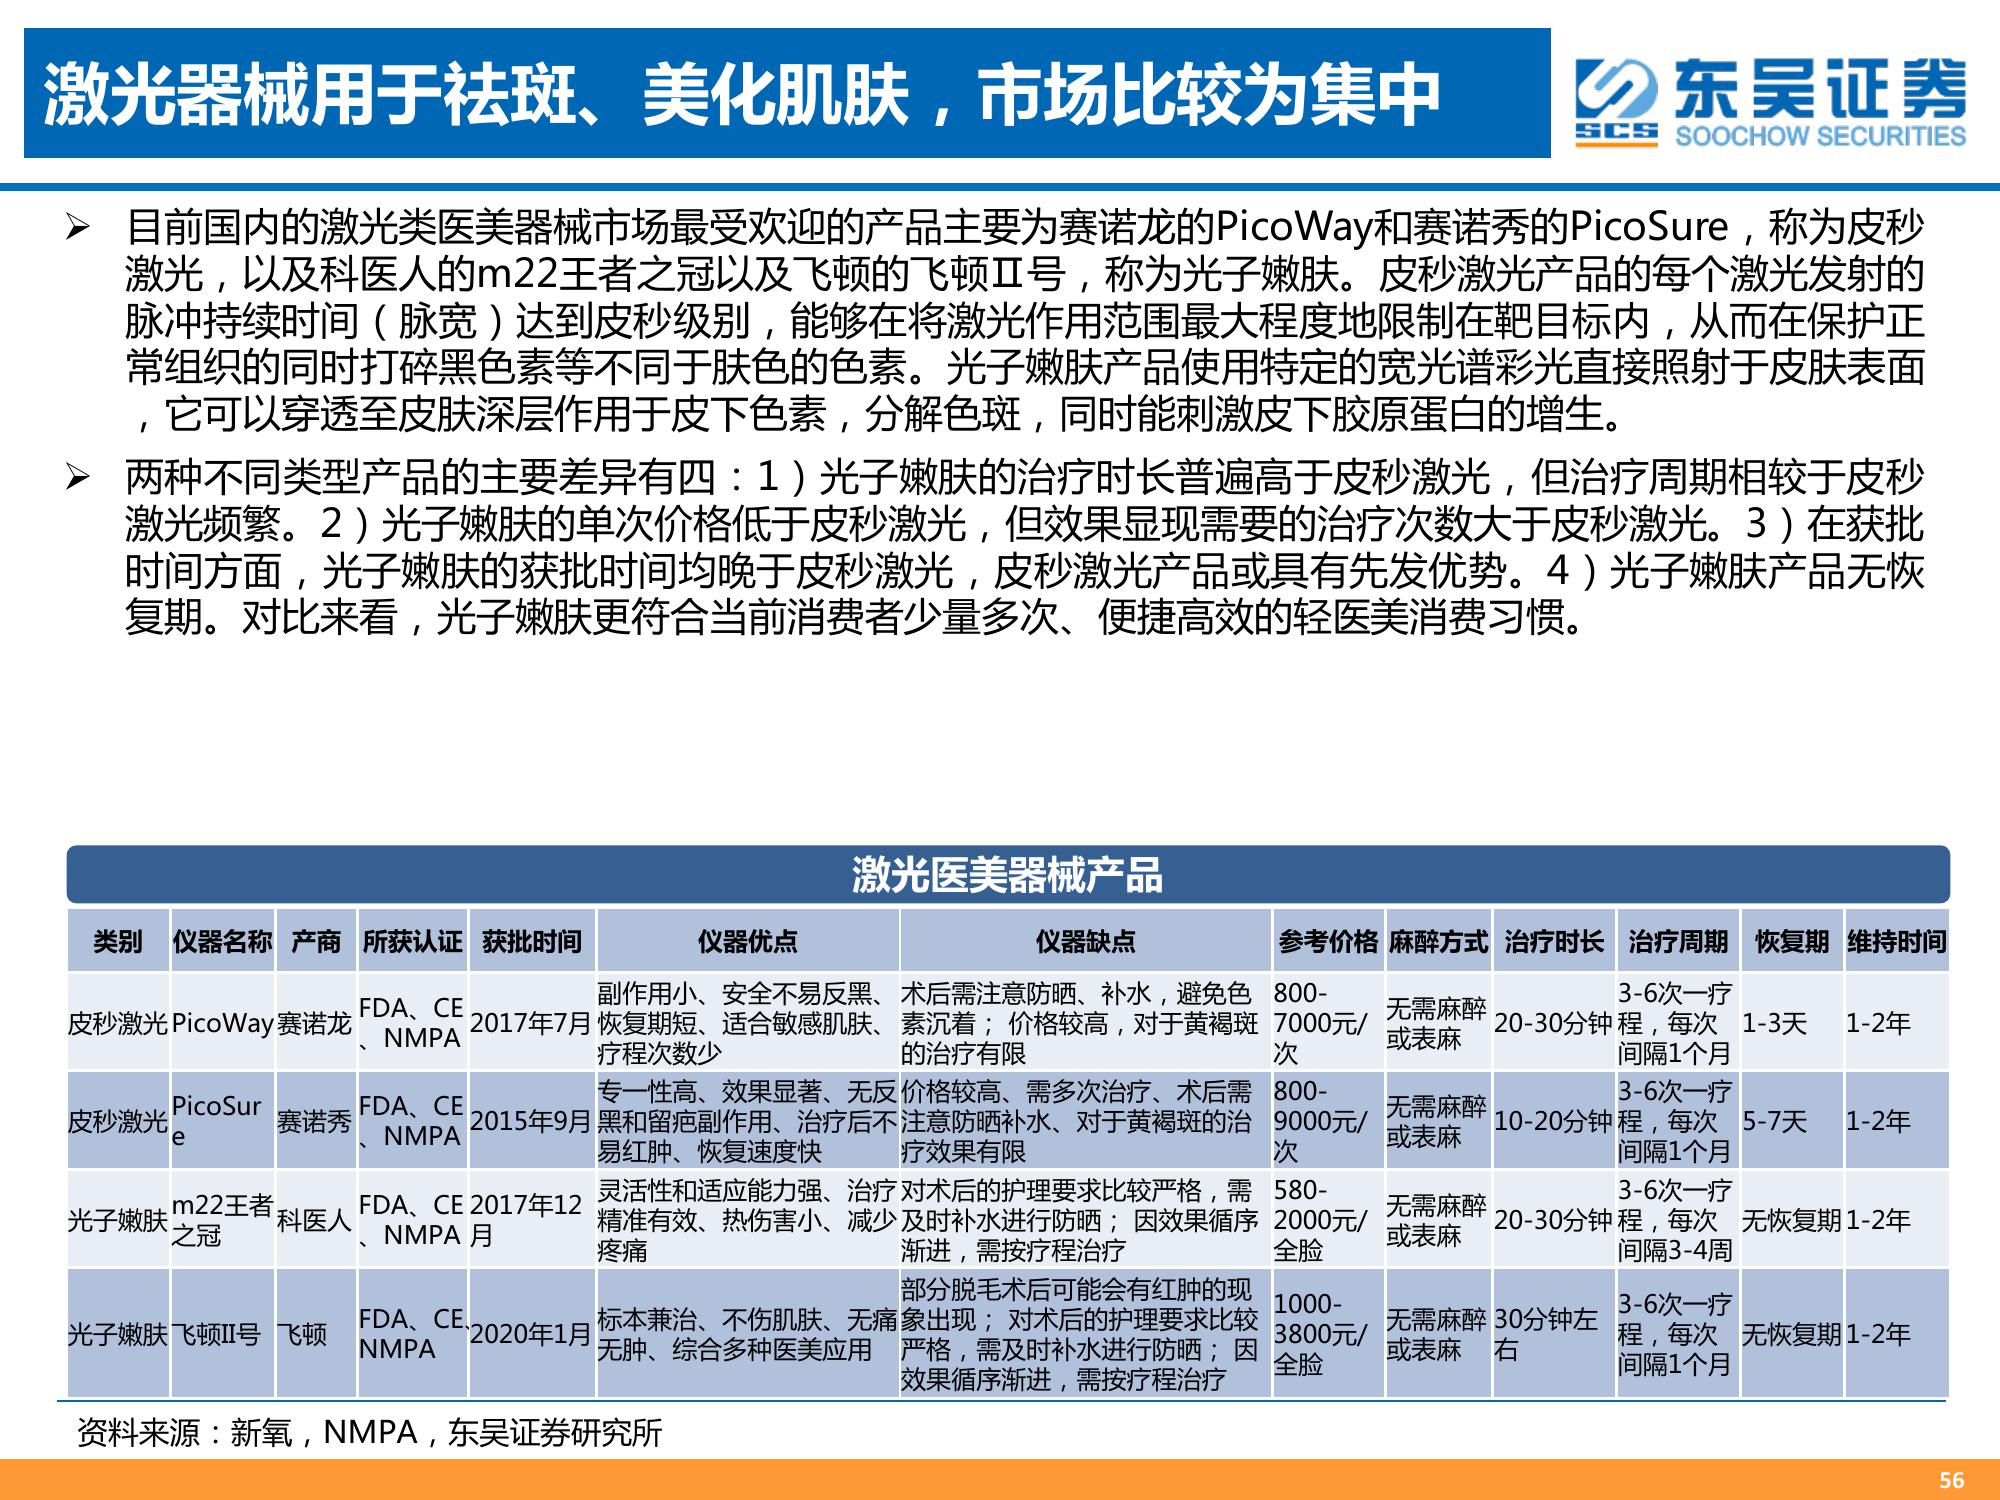 激光器械用于祛斑、美化肌肤，市场比较为集中
东吴证券
SCS
SOOCHOW SECURITIES
➢ 目前国内的激光类医美器械市场最受欢迎的产品主要为赛诺龙的PicoWay和赛诺秀的PicoSure，称为皮秒
激光，以及科医人的m22王者之冠以及飞顿的飞顿Ⅱ号，称为光子嫩肤。皮秒激光产品的每个激光发射的
脉冲持续时间（脉宽）达到皮秒级别，能够在将激光作用范围最大程度地限制在靶目标内，从而在保护正
常组织的同时打碎黑色素等不同于肤色的色素。光子嫩肤产品使用特定的宽光谱彩光直接照射于皮肤表面
，它可以穿透至皮肤深层作用于皮下色素，分解色斑，同时能刺激皮下胶原蛋白的增生。
➢ 两种不同类型产品的主要差异有四：1）光子嫩肤的治疗时长普遍高于皮秒激光，但治疗周期相较于皮秒
激光频繁。2）光子嫩肤的单次价格低于皮秒激光，但效果显现需要的治疗次数大于皮秒激光。3）在获批
时间方面，光子嫩肤的获批时间均晚于皮秒激光，皮秒激光产品或具有先发优势。4）光子嫩肤产品无恢
复期。对比来看，光子嫩肤更符合当前消费者少量多次、便捷高效的轻医美消费习惯。
激光医美器械产品
类别 仪器名称 产商 所获认证 获批时间 仪器优点 仪器缺点 参考价格 麻醉方式 治疗时长 治疗周期 恢复期 维持时间
皮秒激光
PicoWay
赛诺龙
FDA、CE
、NMPA
2017年7月
副作用小、安全不易反黑、
恢复期短、适合敏感肌肤、
疗程次数少
术后需注意防晒、补水，避免色
素沉着； 价格较高，对于黄褐斑
的治疗有限
800-
7000元/
次
无需麻醉
或表麻
20-30分钟
3-6次一疗
程，每次
间隔1个月
1-3天
1-2年
皮秒激光
PicoSur
e
赛诺秀
FDA、CE
、NMPA
2015年9月
专一性高、效果显著、无反
黑和留疤副作用、治疗后不
易红肿、恢复速度快
价格较高、需多次治疗、术后需
注意防晒补水、对于黄褐斑的治
疗效果有限
800-
9000元/
次
无需麻醉
或表麻
10-20分钟
3-6次一疗
程，每次
间隔1个月
5-7天
1-2年
光子嫩肤
m22王者
之冠
科医人
FDA、CE
、NMPA
2017年12
月
灵活性和适应能力强、治疗
精准有效、热伤害小、减少
疼痛
对术后的护理要求比较严格，需
及时补水进行防晒； 因效果循序
渐进，需按疗程治疗
580-
2000元/
全脸
无需麻醉
或表麻
20-30分钟
3-6次一疗
程，每次
间隔3-4周
无恢复期
1-2年
光子嫩肤
飞顿II号
飞顿
FDA、CE、
NMPA
2020年1月
标本兼治、不伤肌肤、无痛
无肿、综合多种医美应用
部分脱毛术后可能会有红肿的现
象出现； 对术后的护理要求比较
严格，需及时补水进行防晒； 因
效果循序渐进，需按疗程治疗
1000-
3800元/
全脸
无需麻醉
或表麻
30分钟左
右
3-6次一疗
程，每次
间隔1个月
无恢复期
1-2年
资料来源：新氧，NMPA，东吴证券研究所
56